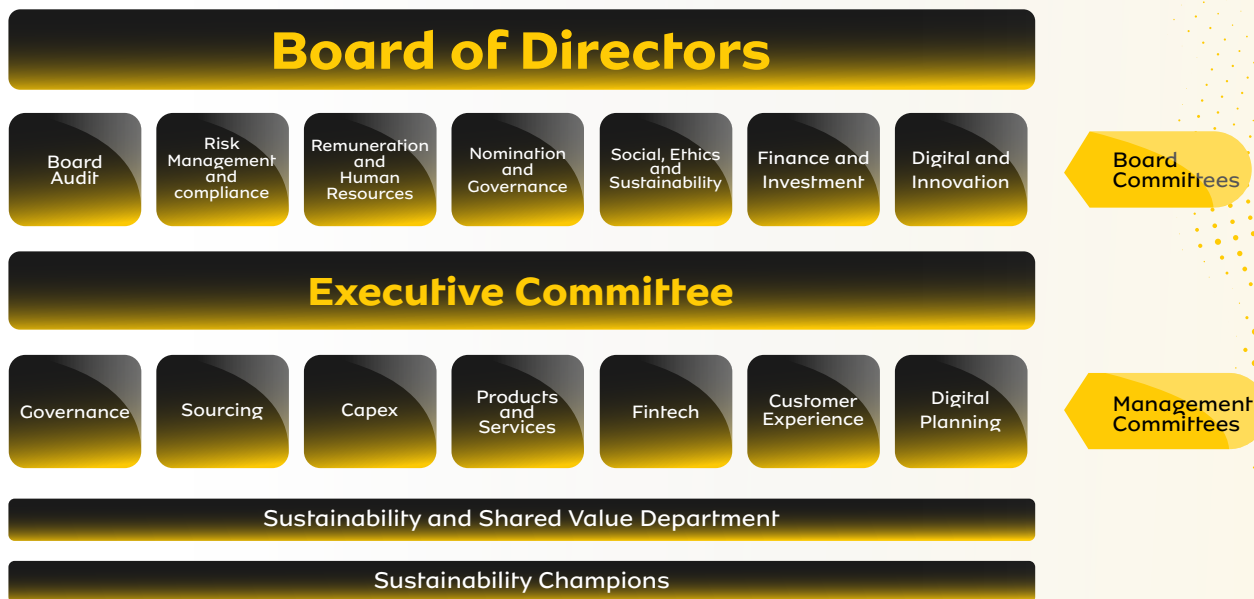 Board of Directors
Board
Audit
Risk
Management
and
compliance
Remuneration
and
Human
Resources
Nomination
and
Governance
Social, Ethics
and
Sustainability
Finance and
Investment
Digital and
Innovation
Board
Committees
Executive Committee
Governance
Sourcing
Capex
Products
and
Services
Fintech
Customer
Experience
Digital
Planning
Management
Committees
Sustainability and Shared Value Department
Sustainability Champions